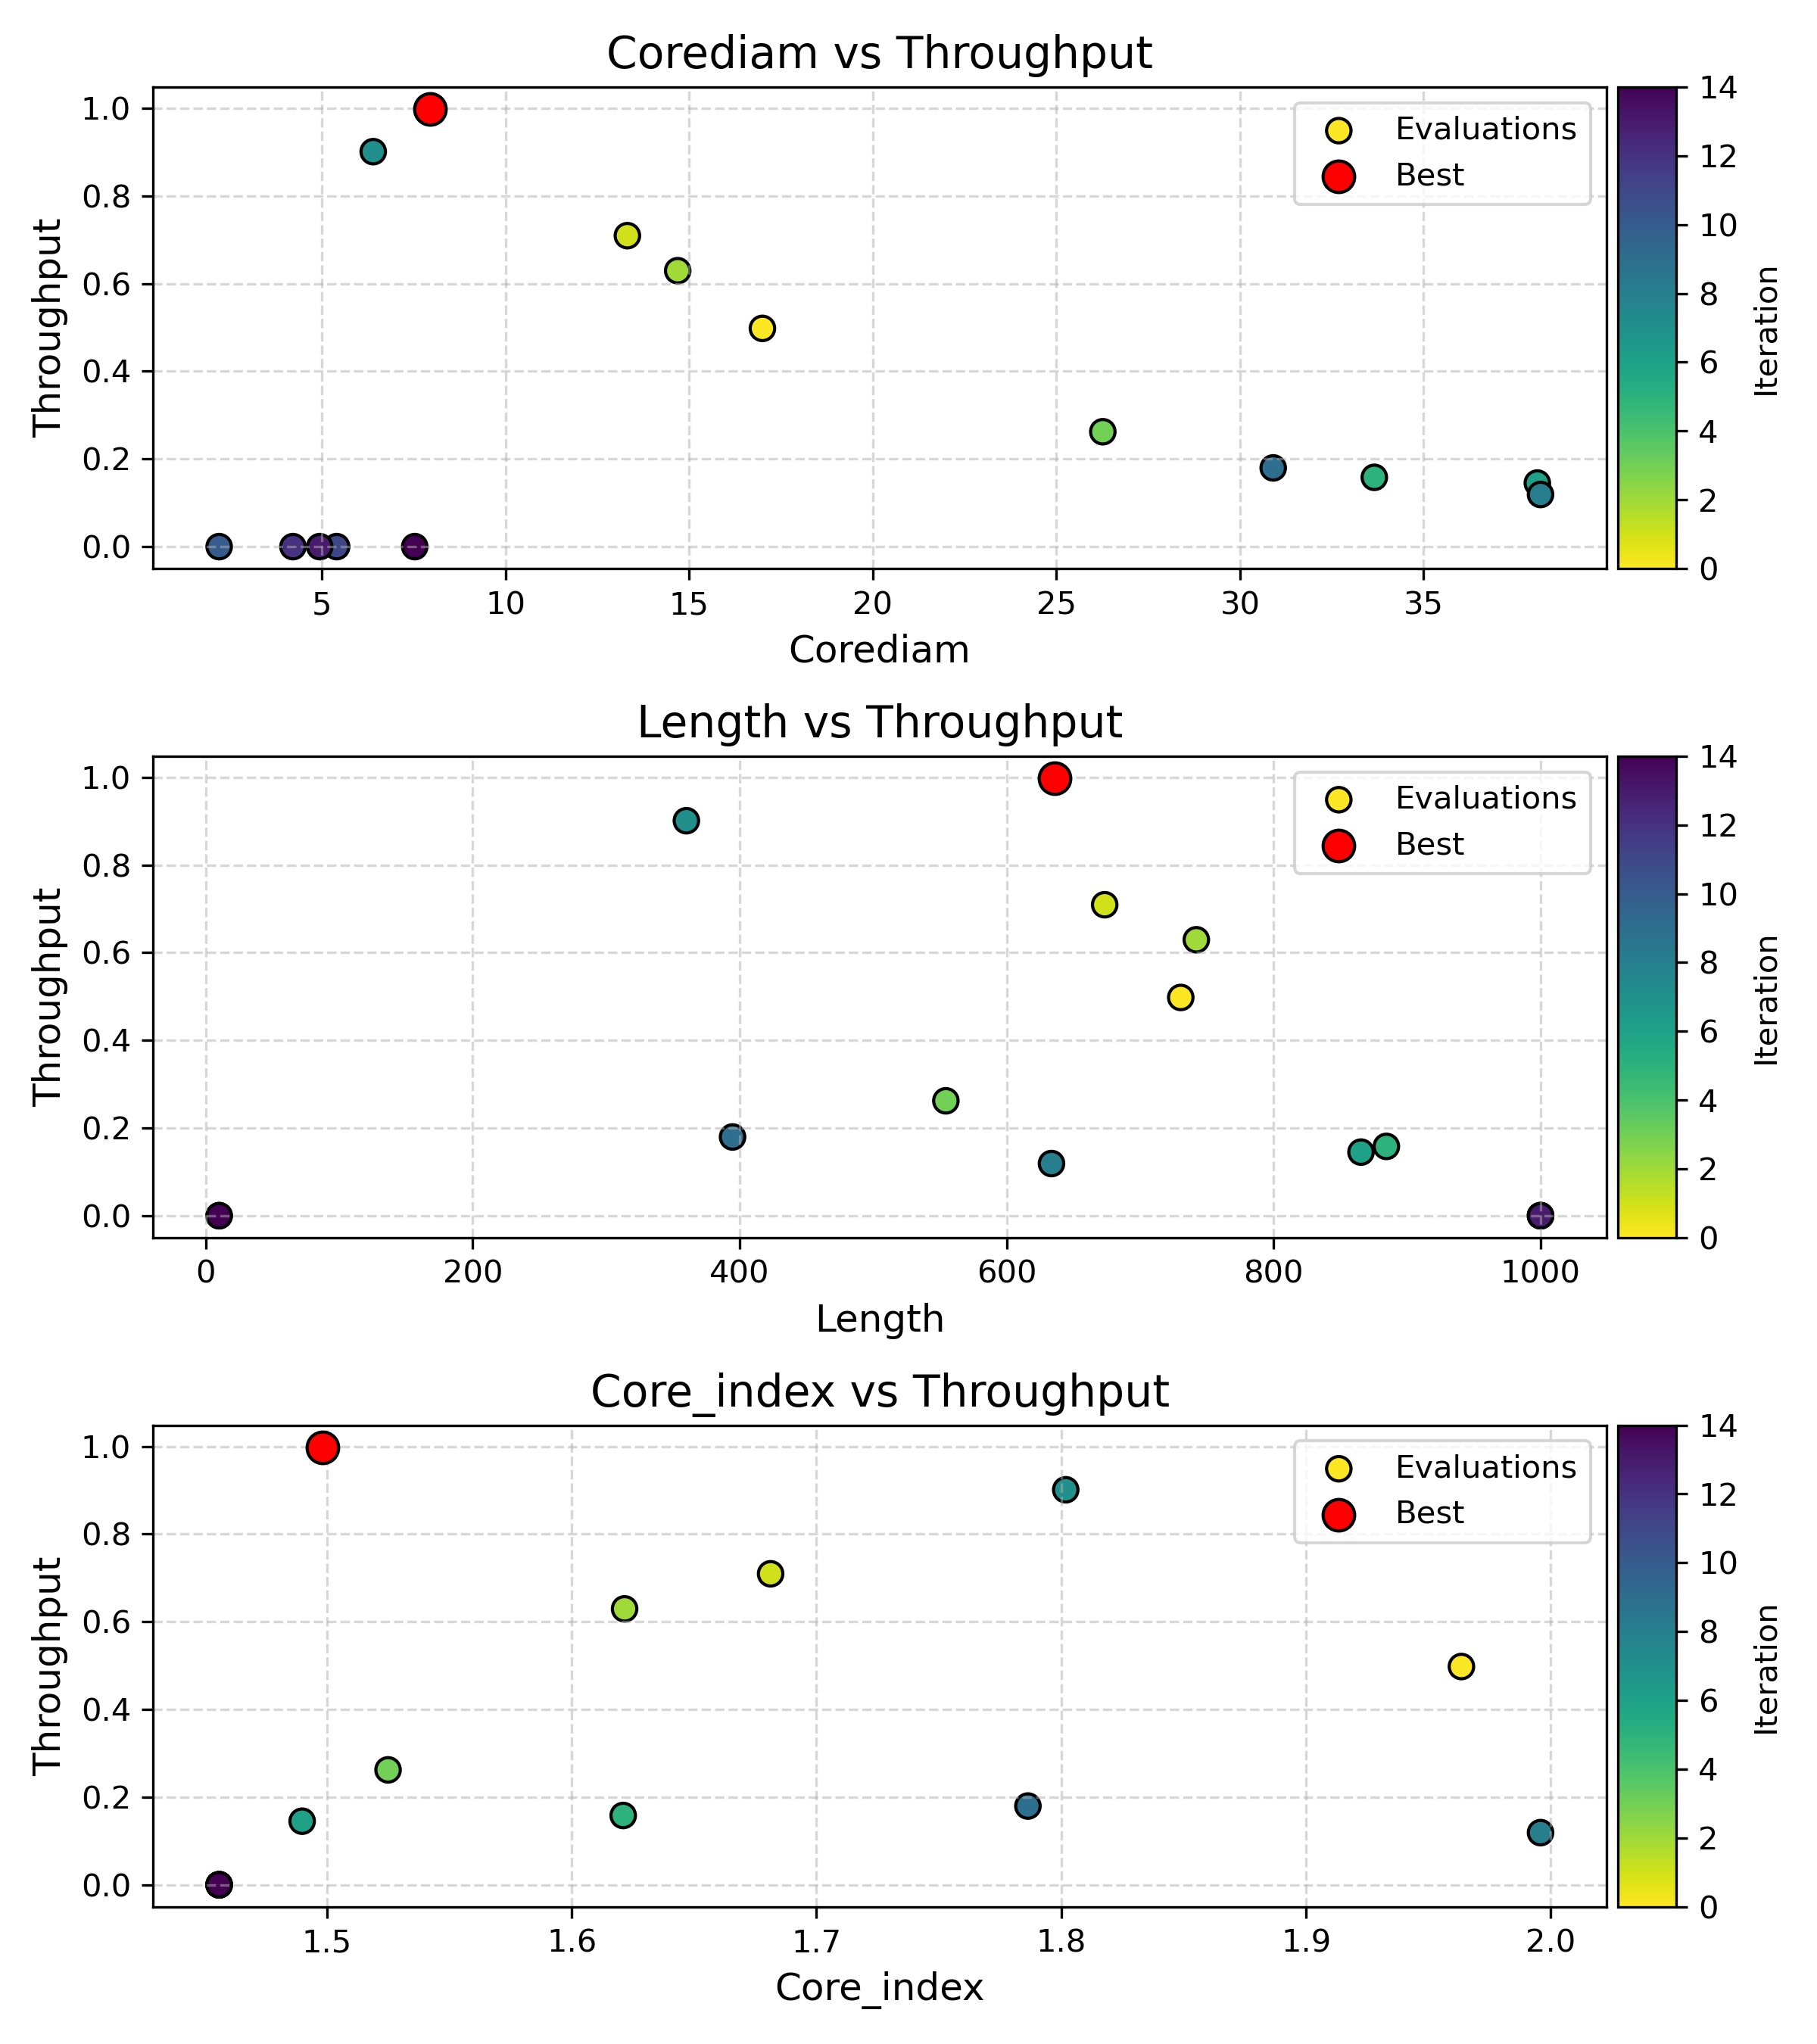 Corediam vs Throughput
Throughput
1.0
0.8
0.6
0.4
0.2
0.0
5 10 15 20 25 30 35
Corediam
Evaluations
Best
14
12
10
8
6
4
2
0
Iteration
Length vs Throughput
Throughput
1.0
0.8
0.6
0.4
0.2
0.0
0 200 400 600 800 1000
Length
Evaluations
Best
14
12
10
8
6
4
2
0
Iteration
Core_index vs Throughput
Throughput
1.0
0.8
0.6
0.4
0.2
0.0
1.5 1.6 1.7 1.8 1.9 2.0
Core_index
Evaluations
Best
14
12
10
8
6
4
2
0
Iteration